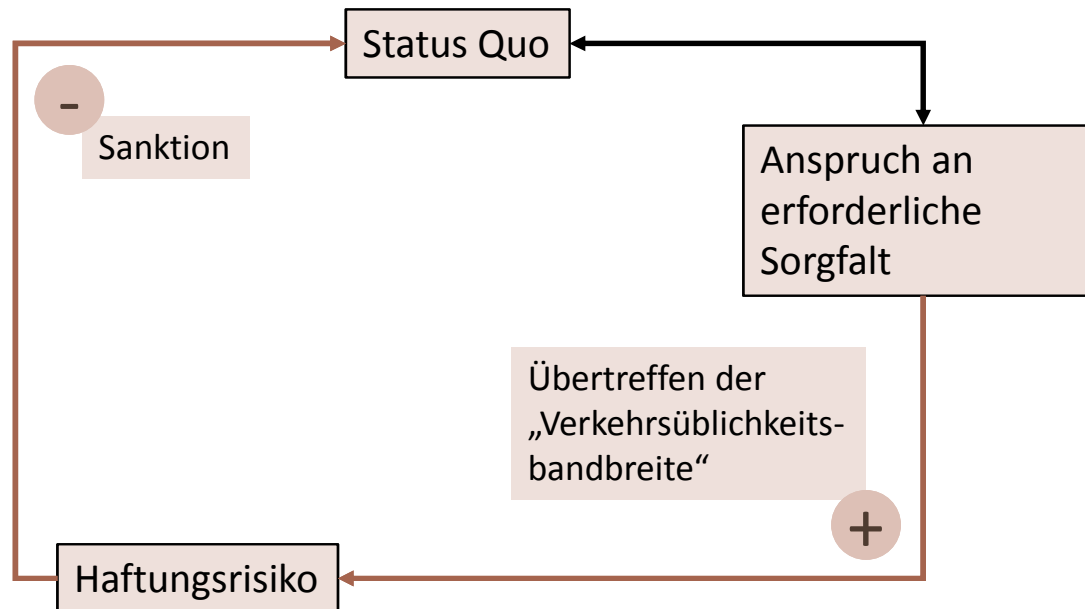 Status Quo
-
Sanktion
Anspruch an
erforderliche
Sorgfalt
Übertreffen der
„Verkehrsüblichkeits-
bandbreite“
+
Haftungsrisiko